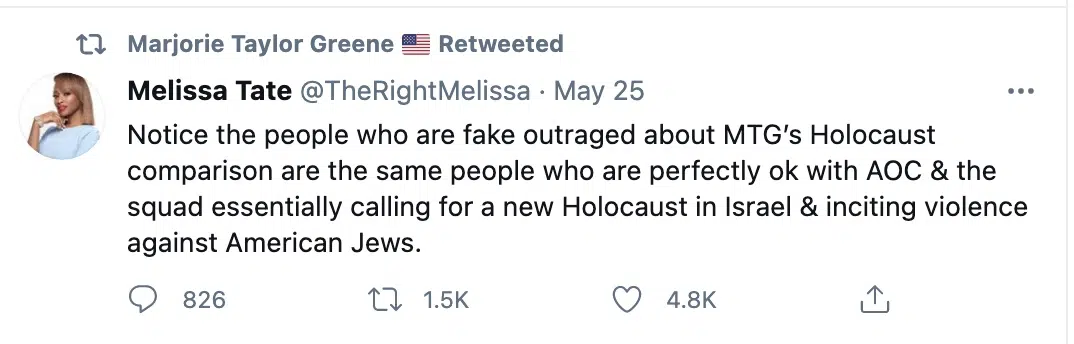 Marjorie Taylor Greene 🇺🇸 Retweeted
Melissa Tate @TheRightMelissa · May 25
Notice the people who are fake outraged about MTG’s Holocaust
comparison are the same people who are perfectly ok with AOC & the
squad essentially calling for a new Holocaust in Israel & inciting violence
against American Jews.
826 1.5K 4.8K